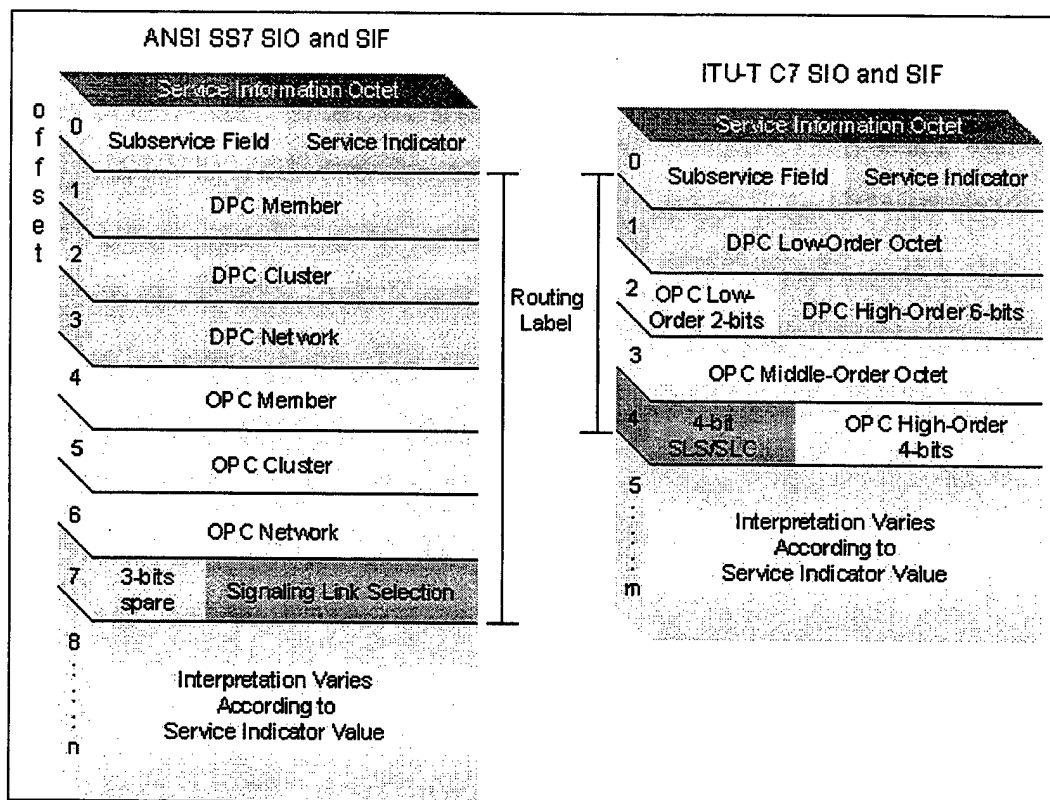 ANSI SS7 SIO and SIF
offset
Service Information Octet
0
Subservice Field
Service Indicator
1
DPC Member
2
DPC Cluster
3
DPC Network
4
OPC Member
5
OPC Cluster
6
OPC Network
7
3-bits
spare
Signaling Link Selection
8
n
Interpretation Varies
According to
Service Indicator Value
Routing
Label
ITU-T C7 SIO and SIF
Service Information Octet
0
Subservice Field
Service Indicator
1
DPC Low-Order Octet
2
OPC Low-
Order 2-bits
DPC High-Order 6-bits
3
OPC Middle-Order Octet
4
4-bit
SLS/SLC
OPC High-Order
4-bits
5
m
Interpretation Varies
According to
Service Indicator Value